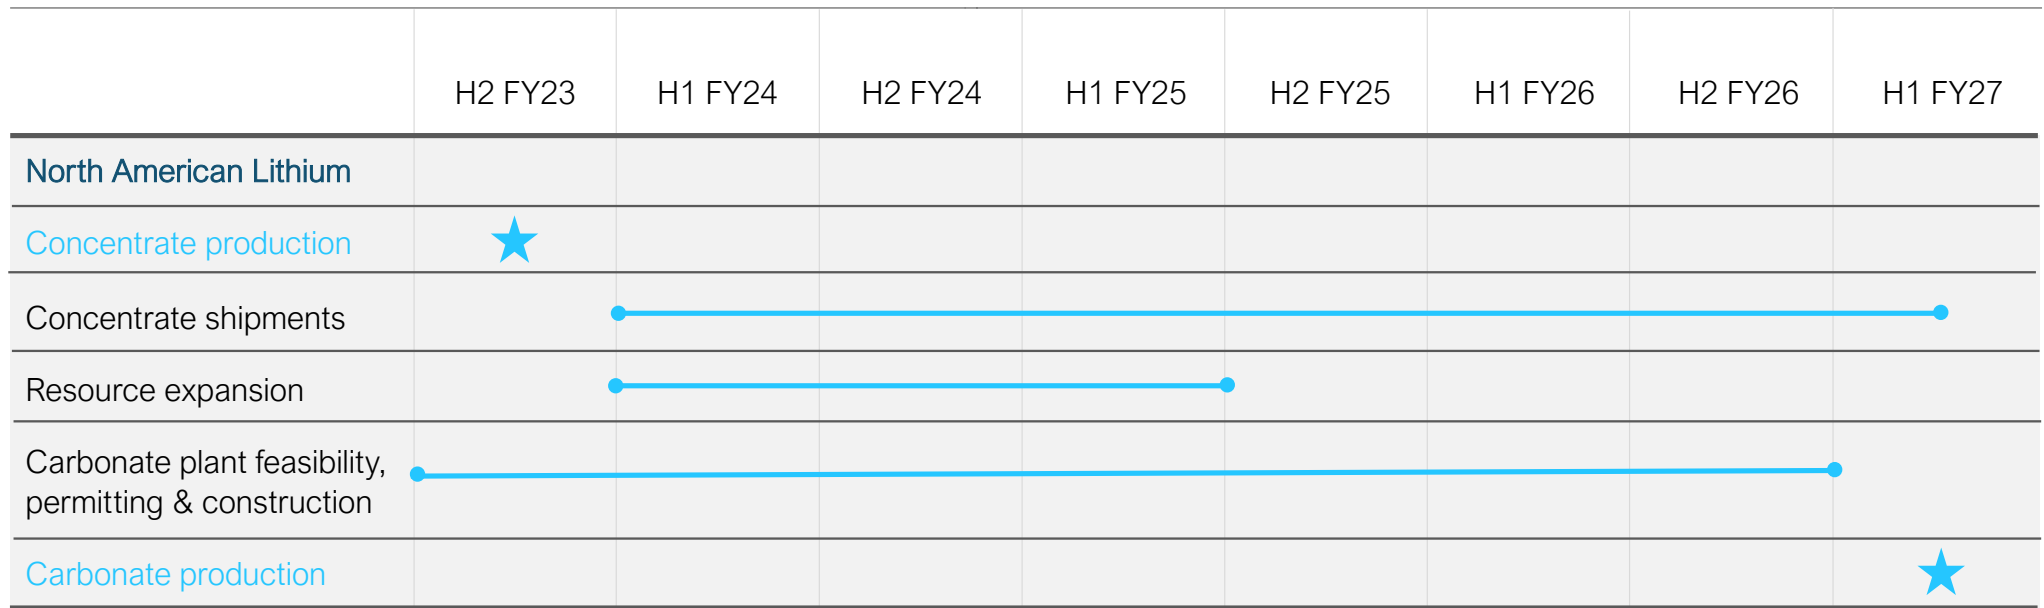 H2 FY23 H1 FY24 H2 FY24 H1 FY25 H2 FY25 H1 FY26 H2 FY26 H1 FY27
North American Lithium
Concentrate production
Concentrate shipments
Resource expansion
Carbonate plant feasibility,
permitting & construction
Carbonate production